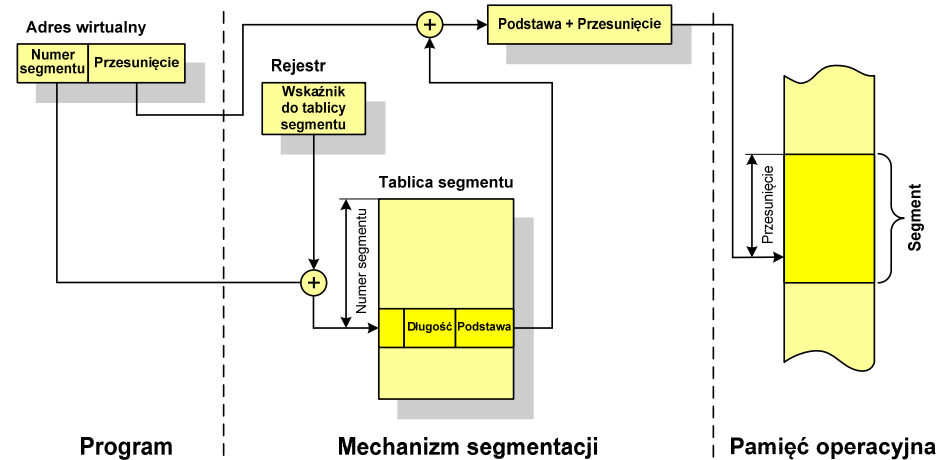 Adres wirtualny
Numer
segmentu
Przesunięcie
Rejestr
Wskaźnik
do tablicy
segmentu
+
Podstawa + Przesunięcie
Tablica segmentu
Numer segmentu
+
Długość
Podstawa
Przesunięcie
Segment
Program
Mechanizm segmentacji
Pamięć operacyjna